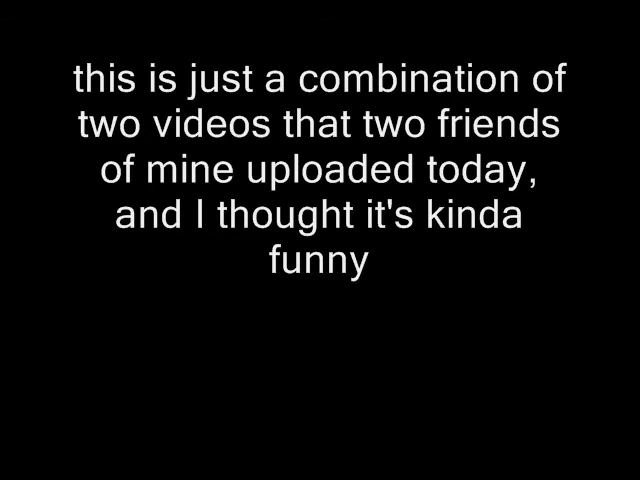 this is just a combination of
two videos that two friends
of mine uploaded today,
and I thought it's kinda
funny